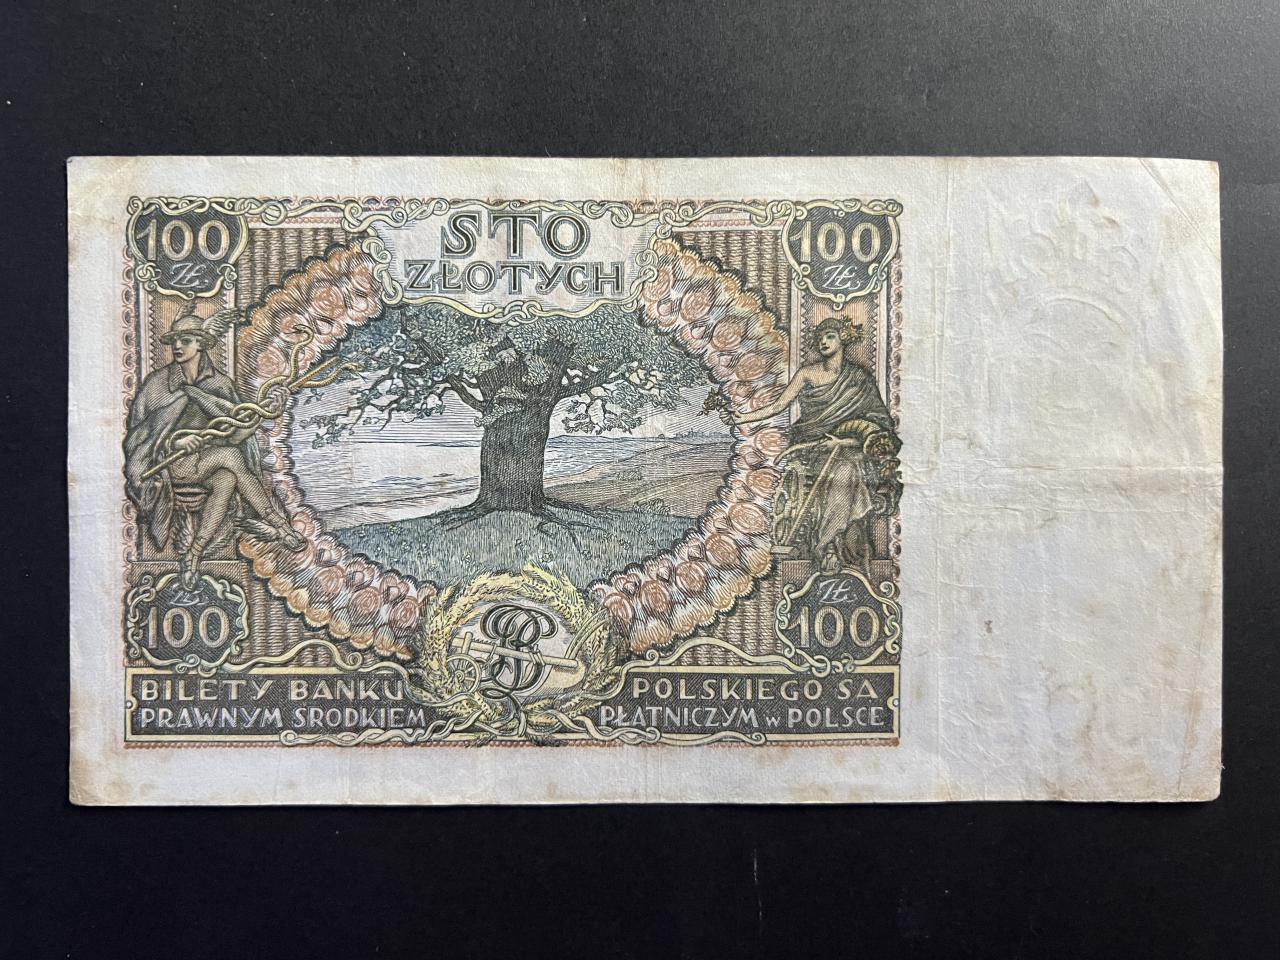 100 STO 100
Zł. ZŁOTYCH Zł.
Zł. Zł.
100 100
BILETY BANKU POLSKIEGO SA
PRAWNYM SRODKIEM PŁATNICZYM W POLSCE